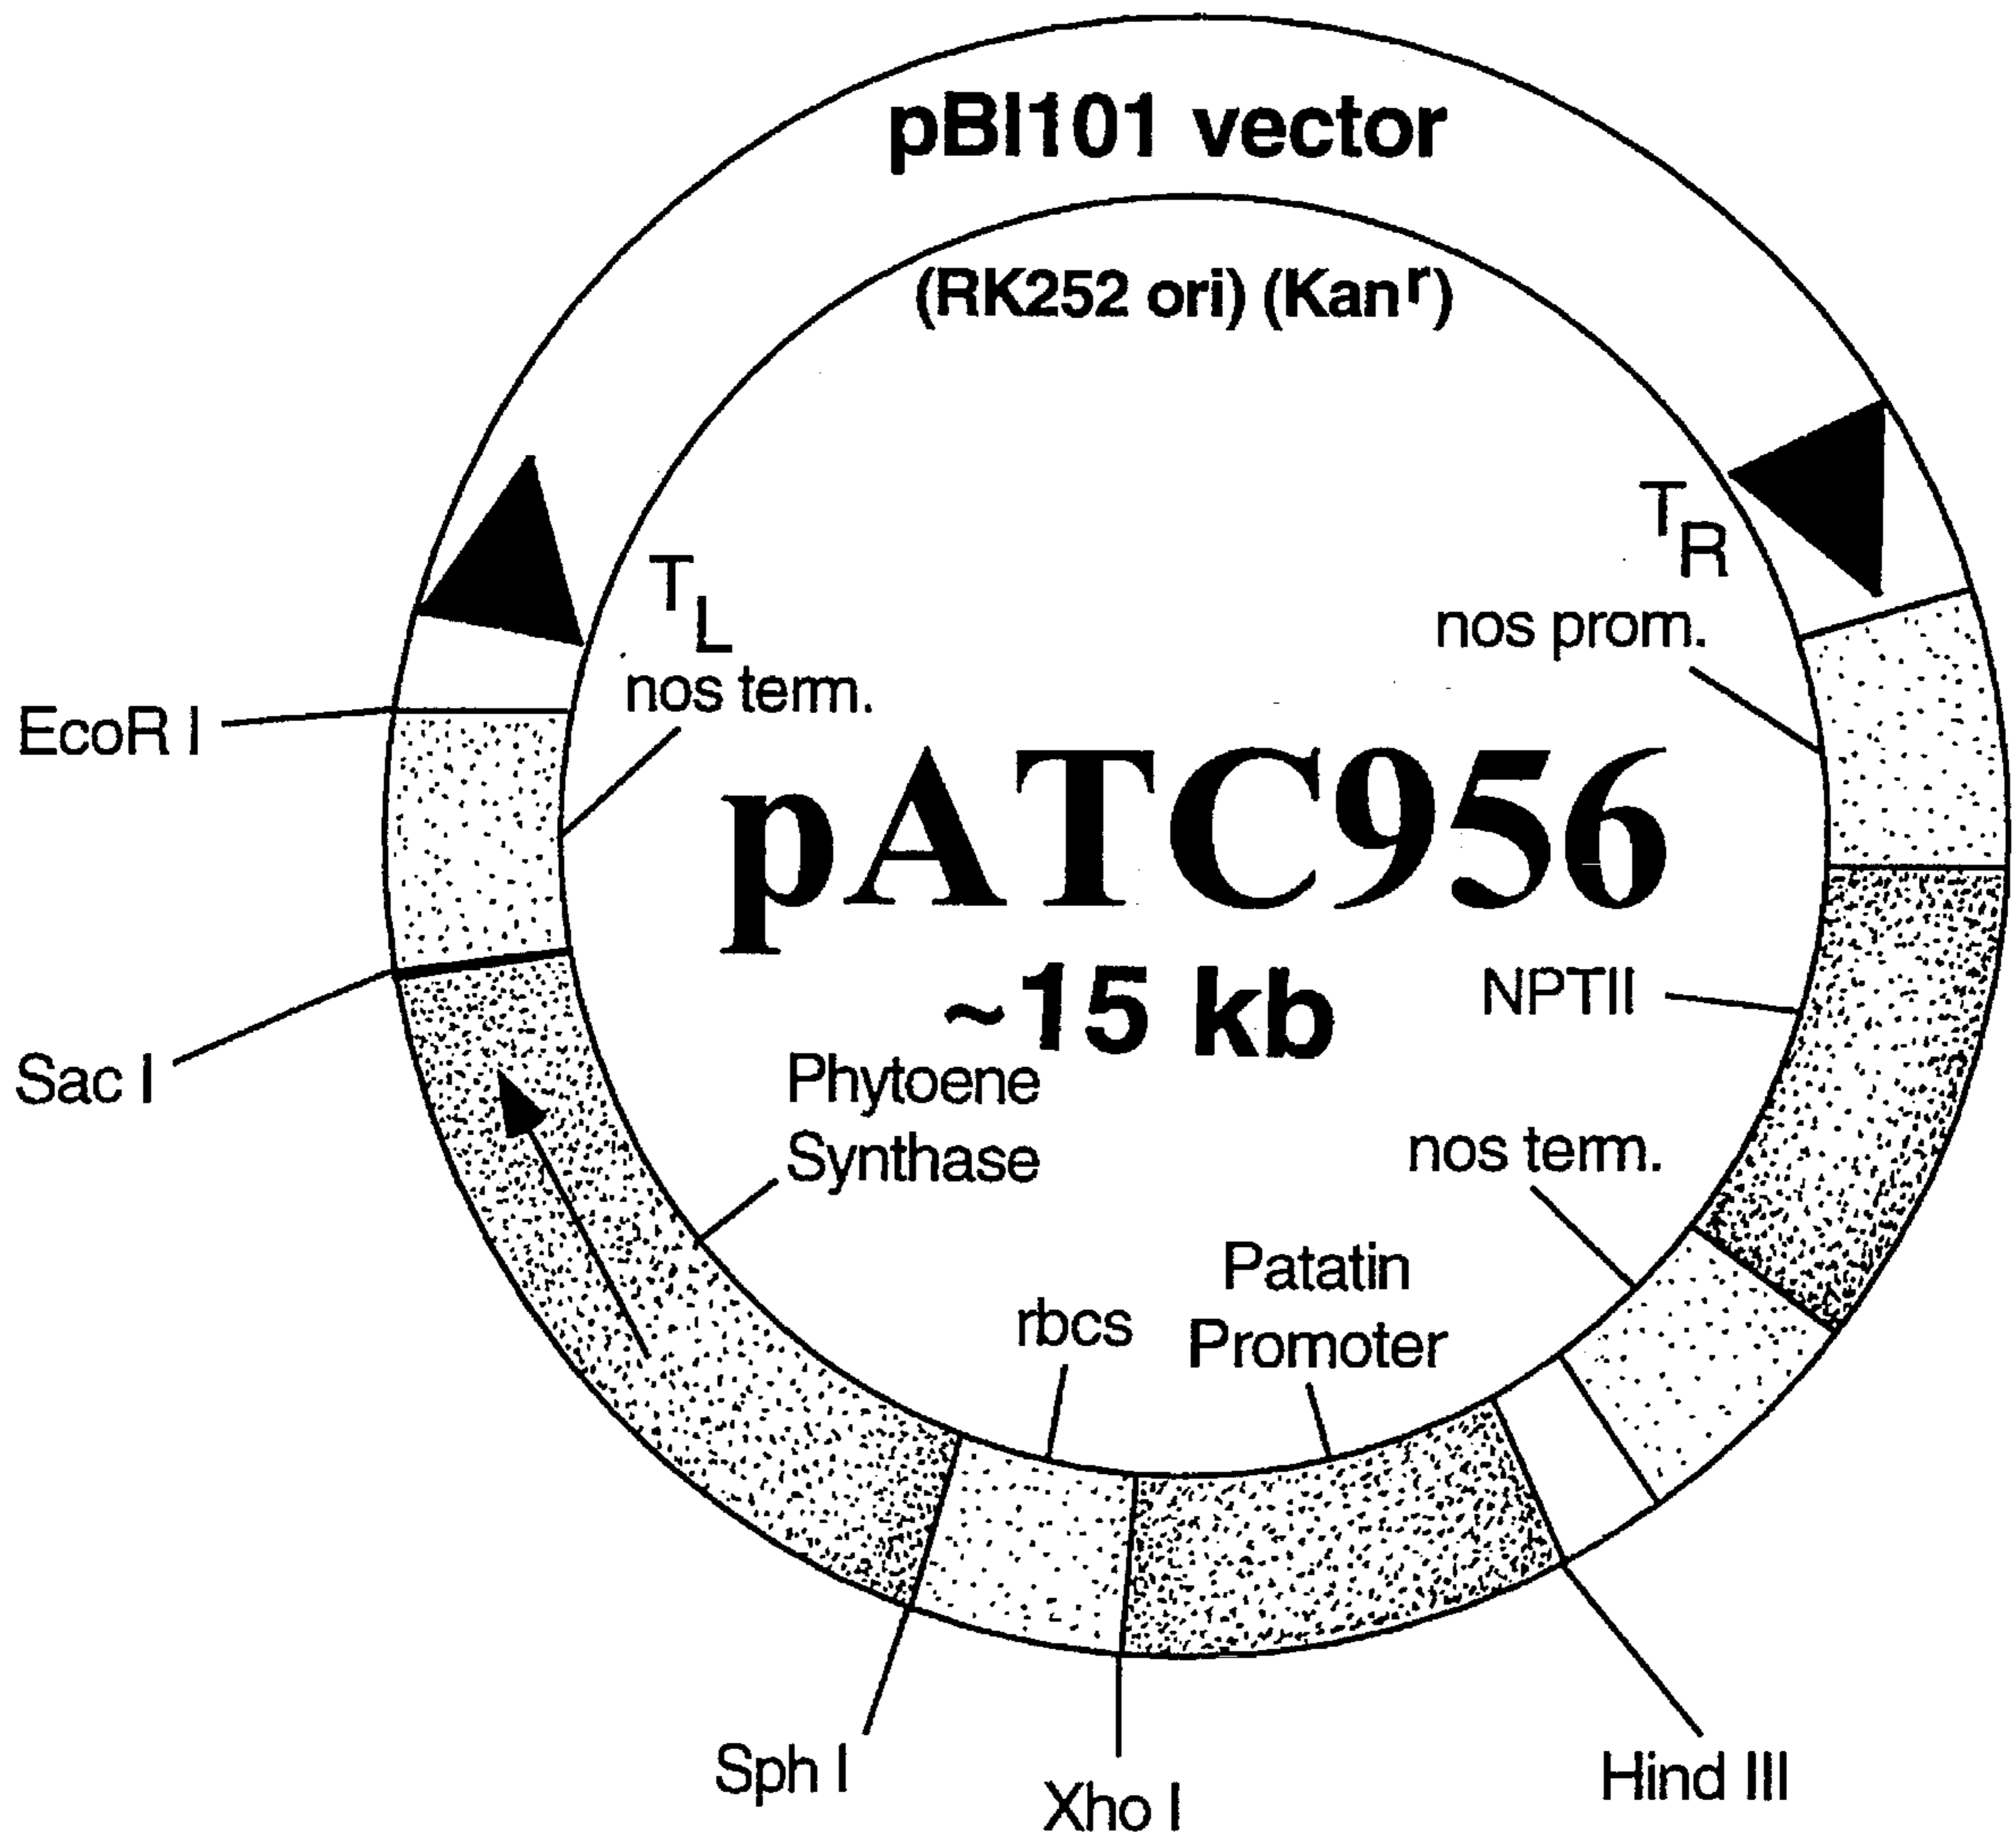 pBI101 vector
(RK252 ori) (Kanr)
TR
TL
nos prom.
nos term.
EcoR I
pATC956
~15 kb
NPTII
Sac I
Phytoene
Synthase
nos term.
Patatin
Promoter
rbcs
Sph I
Xho I
Hind III